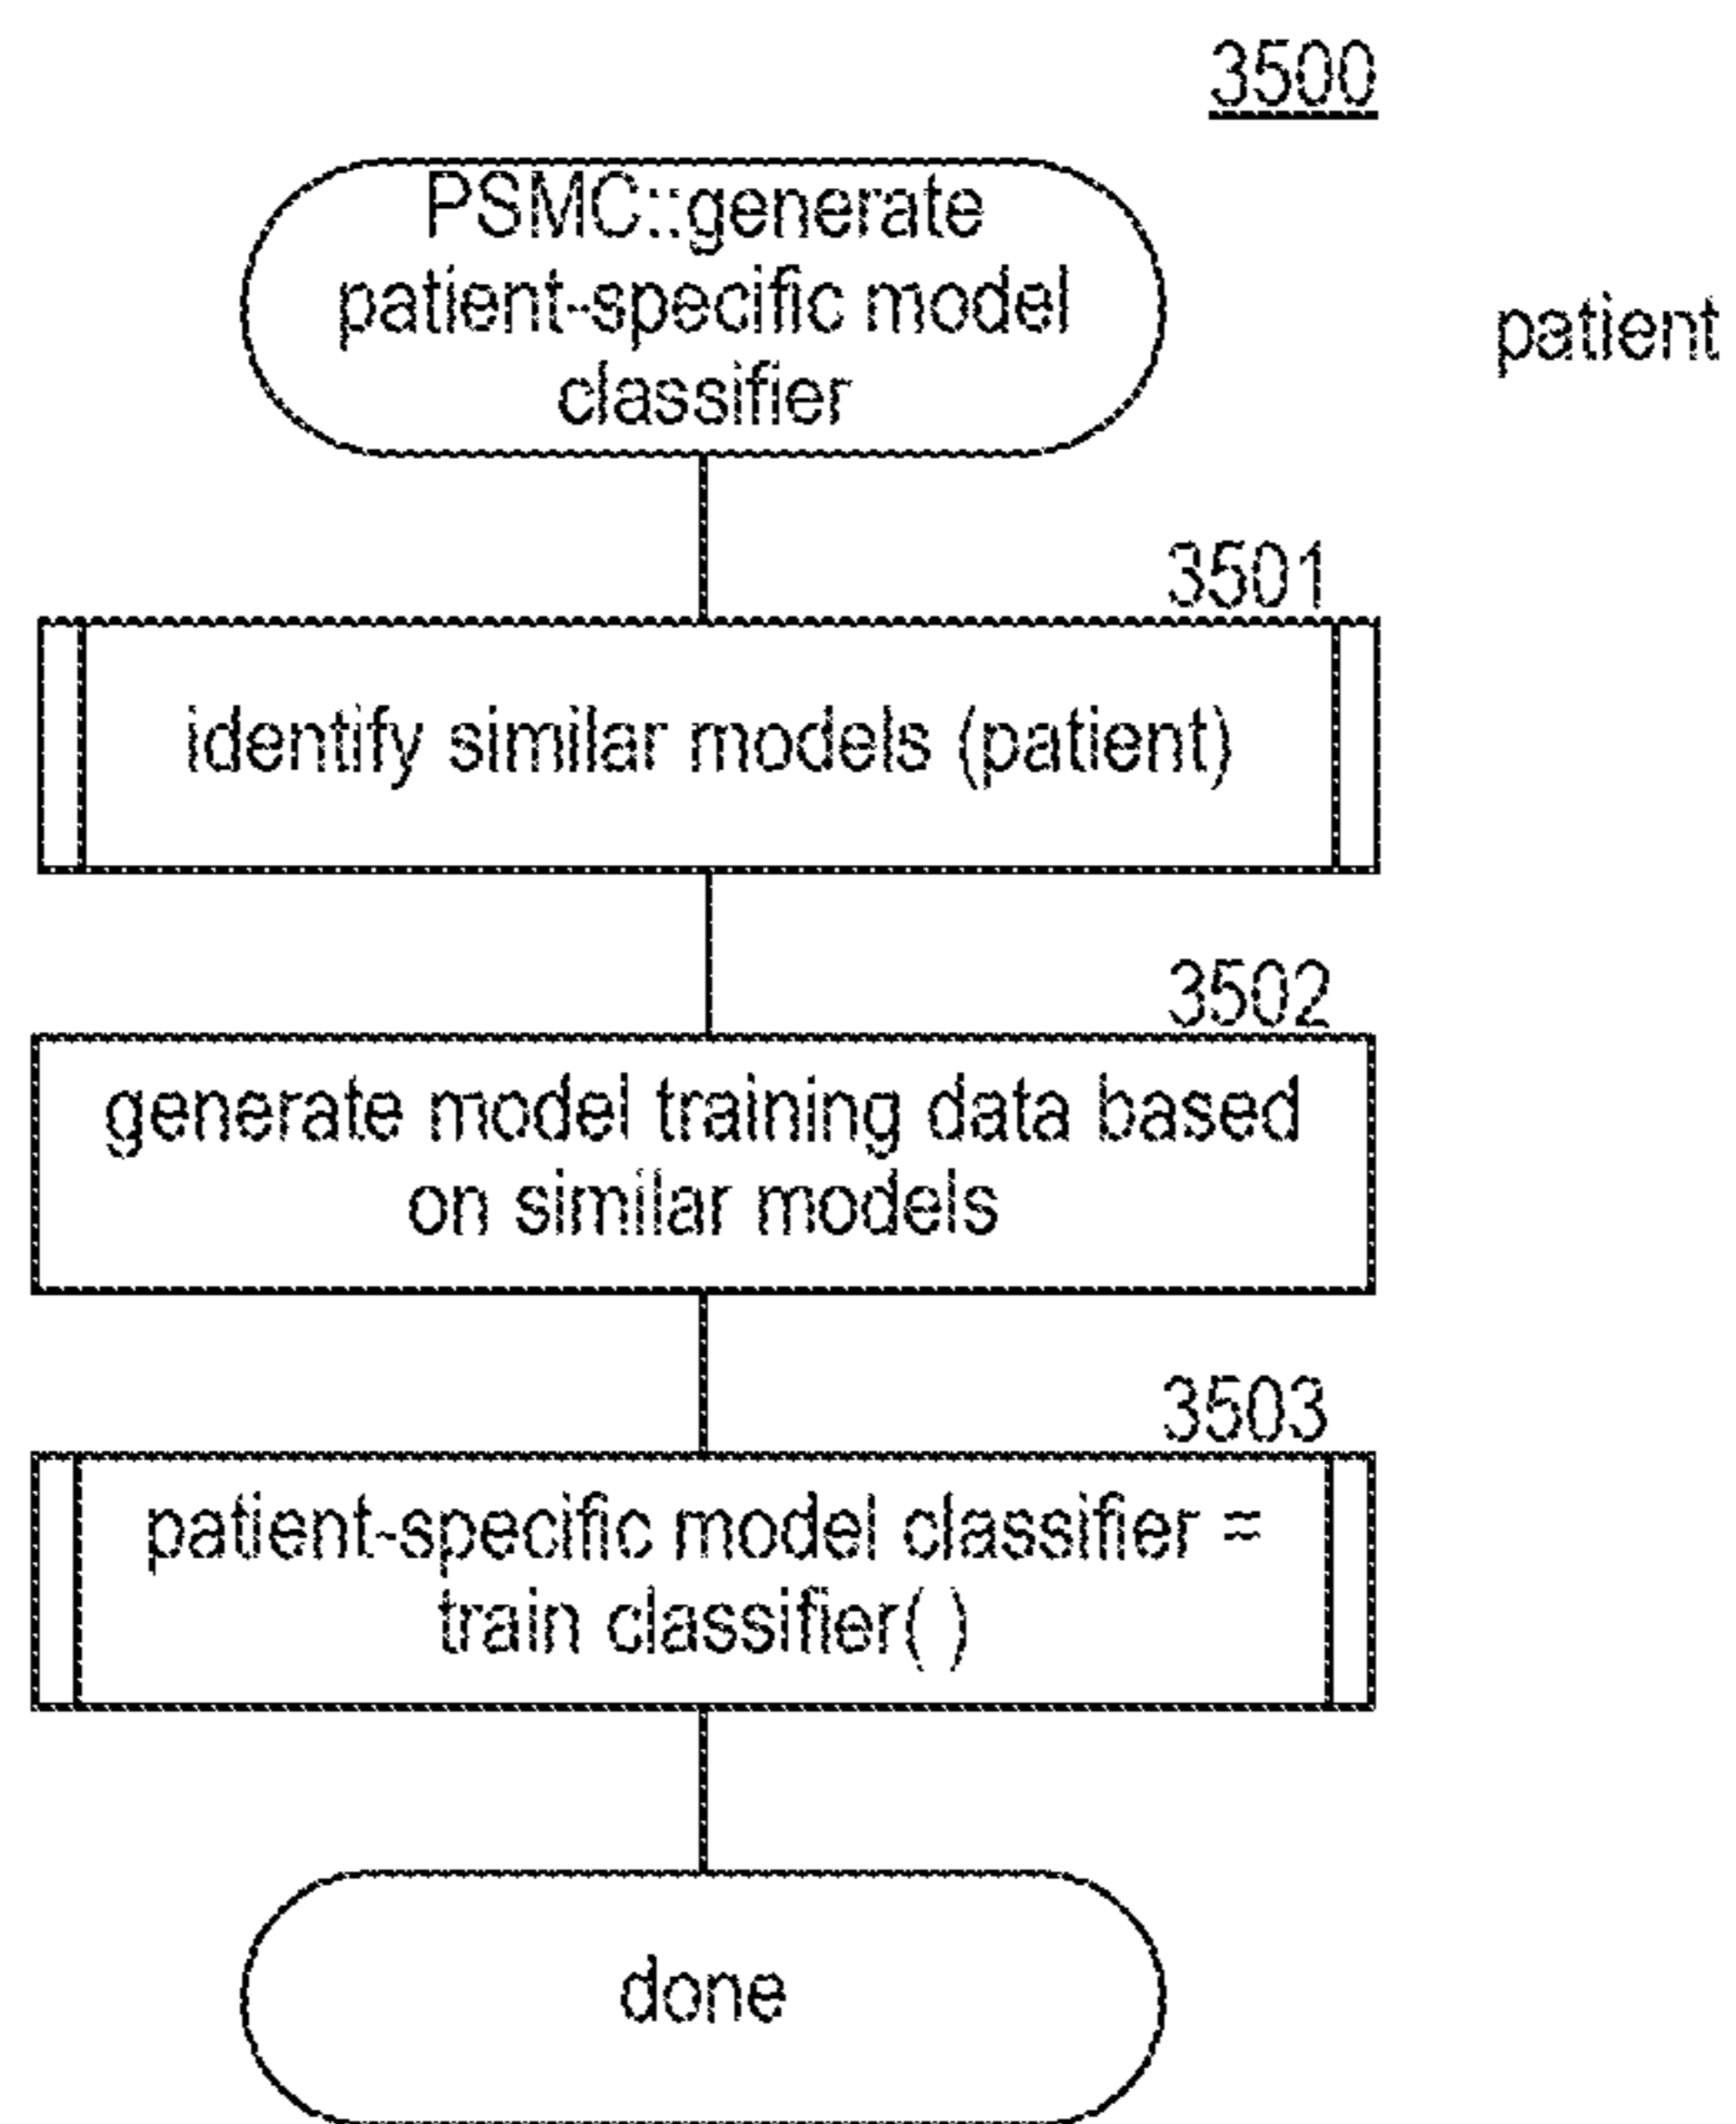 3500
PSMC::generate
patient-specific model
classifier
patient
3501
identify similar models (patient)
3502
generate model training data based
on similar models
3503
patient-specific model classifier =
train classifier( )
done